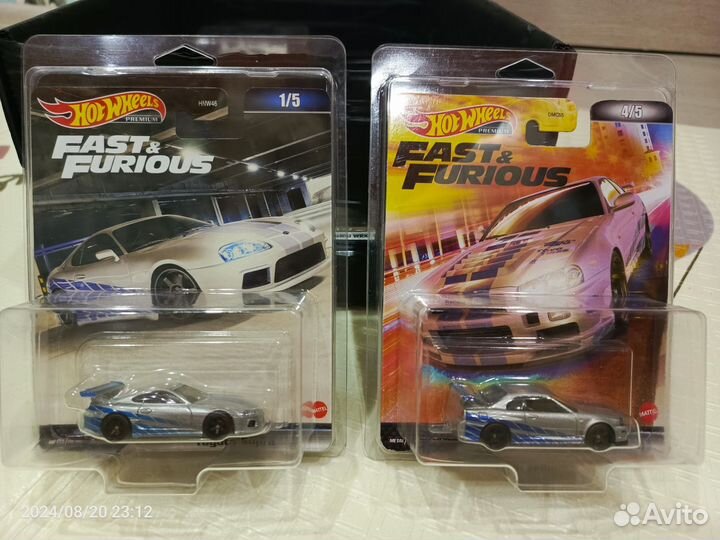 HOT WHEELS
PREMIUM
HNW46
1/5
FAST &
FURIOUS
MATTEL
HOT WHEELS
PREMIUM
DMC55
4/5
FAST &
FURIOUS
MATTEL
METAL
2024/08/20 23:12
Avito